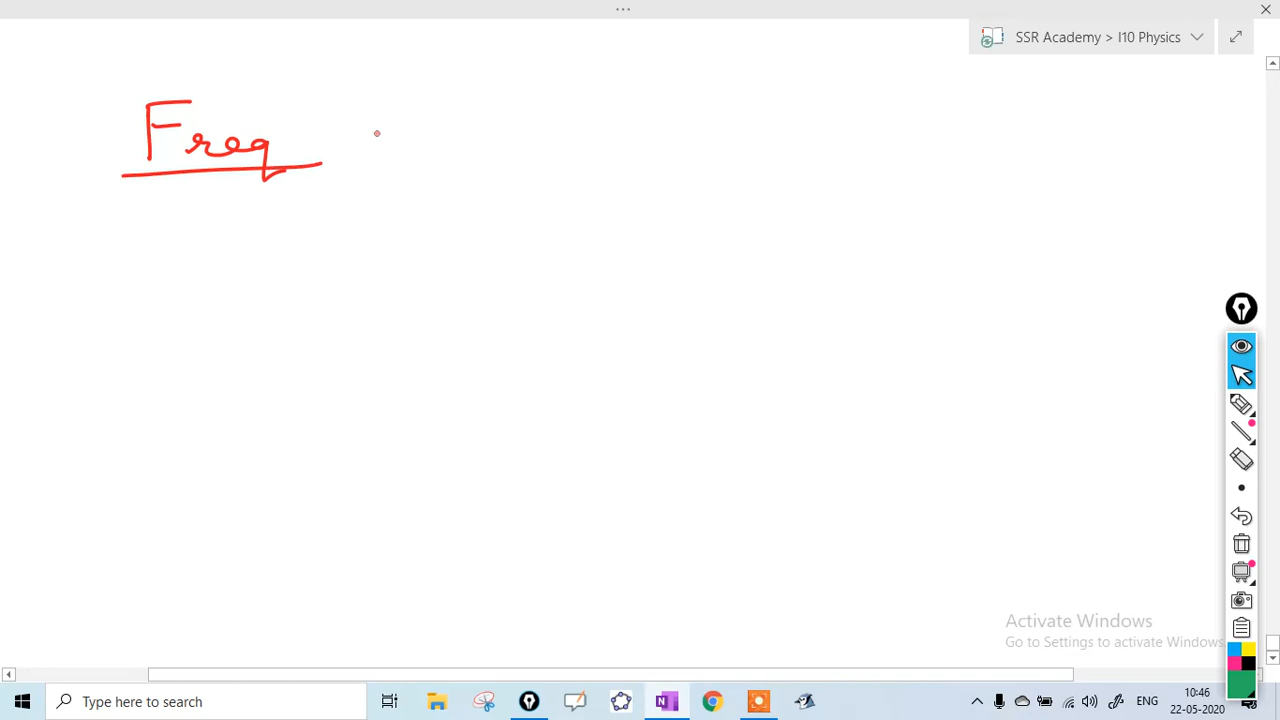 SSR Academy > I10 Physics
Freq
Activate Windows
Go to Settings to activate Windows.
Type here to search
ENG
10:46
22-05-2020